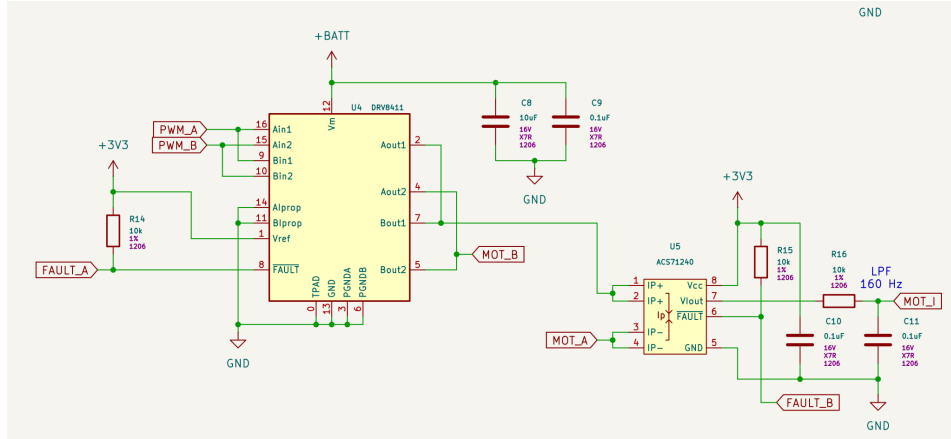 GND
+BATT
U4 DRV8411
12
Vm
C8
10uF
16V
X7R
1206
C9
0.1uF
16V
X7R
1206
GND
PWM_A
PWM_B
16 Ain1
15 Ain2
9 Bin1
10 Bin2
14 AIprop
11 BIprop
1 Vref
8 FAULT
Aout1 2
Aout2 4
Bout1 7
Bout2 5
TPAD
GND
PGNDA
PGNDB
0
13
3
6
GND
+3V3
R14
10k
1%
1206
FAULT_A
MOT_B
MOT_A
+3V3
U5
ACS71240
1 IP+
2 IP+
3 IP-
4 IP-
Ip
Vcc 8
VIout 7
FAULT 6
GND 5
R15
10k
1%
1206
R16
10k
1%
1206
LPF
160 Hz
MOT_I
C10
0.1uF
16V
X7R
1206
C11
0.1uF
16V
X7R
1206
FAULT_B
GND